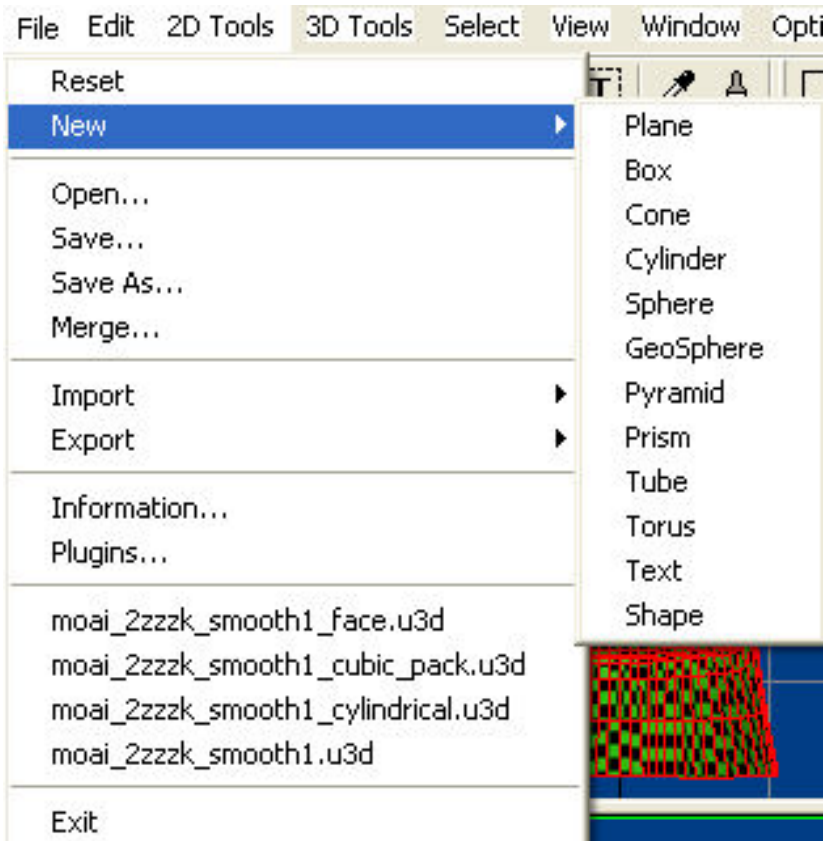 File Edit 2D Tools 3D Tools Select View Window Opti
Reset
New
Open...
Save...
Save As...
Merge...
Import
Export
Information...
Plugins...
moai_2zzzk_smooth1_face.u3d
moai_2zzzk_smooth1_cubic_pack.u3d
moai_2zzzk_smooth1_cylindrical.u3d
moai_2zzzk_smooth1.u3d
Exit
T
Plane
Box
Cone
Cylinder
Sphere
GeoSphere
Pyramid
Prism
Tube
Torus
Text
Shape